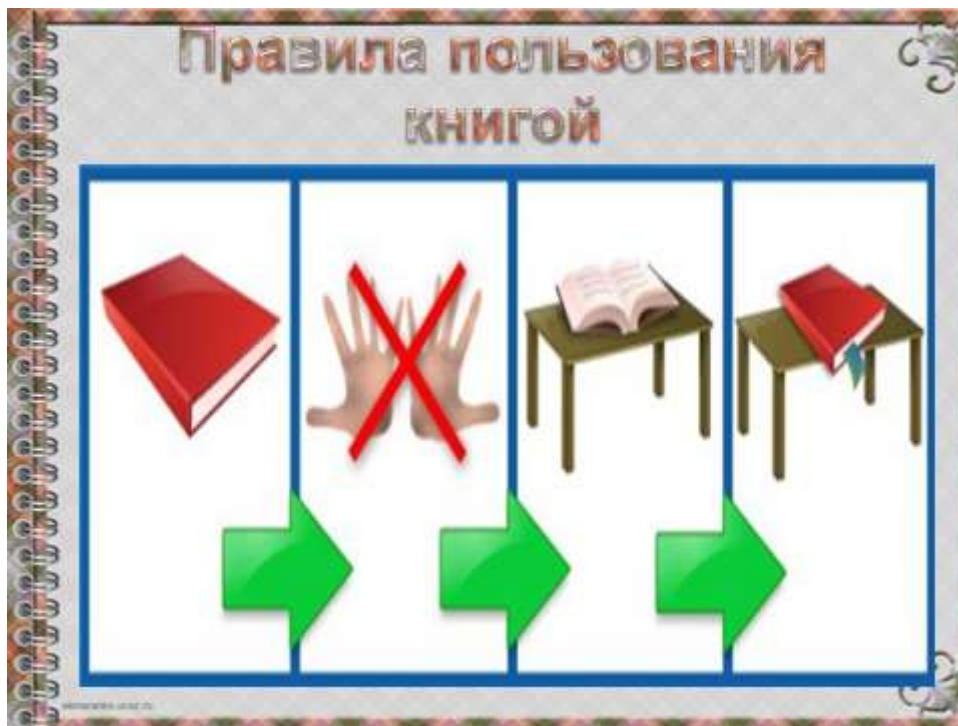 Правила пользования
книгой